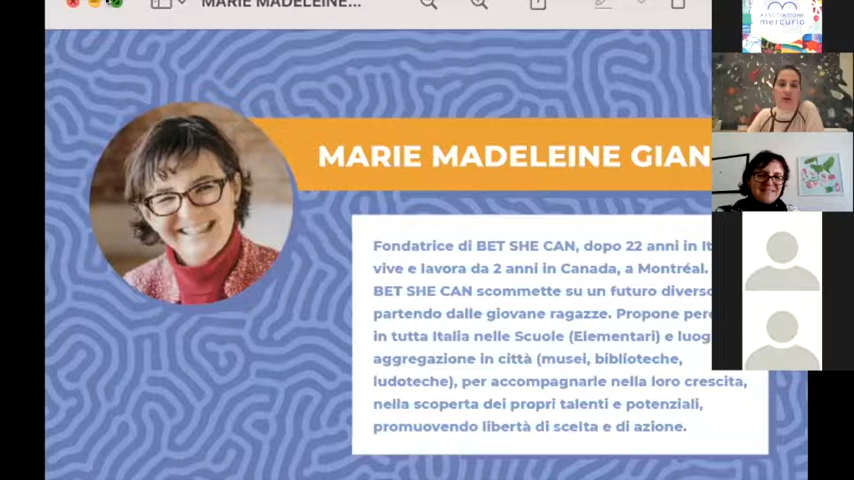 MARIE MADELEINE...
MARIE MADELEINE GIAN
Fondatrice di BET SHE CAN, dopo 22 anni in It
vive e lavora da 2 anni in Canada, a Montréal.
BET SHE CAN scommette su un futuro diverso
partendo dalle giovane ragazze. Propone per
in tutta Italia nelle Scuole (Elementari) e luog
aggregazione in città (musei, biblioteche,
ludoteche), per accompagnarle nella loro crescita,
nella scoperta dei propri talenti e potenziali,
promuovendo libertà di scelta e di azione.
mercurio